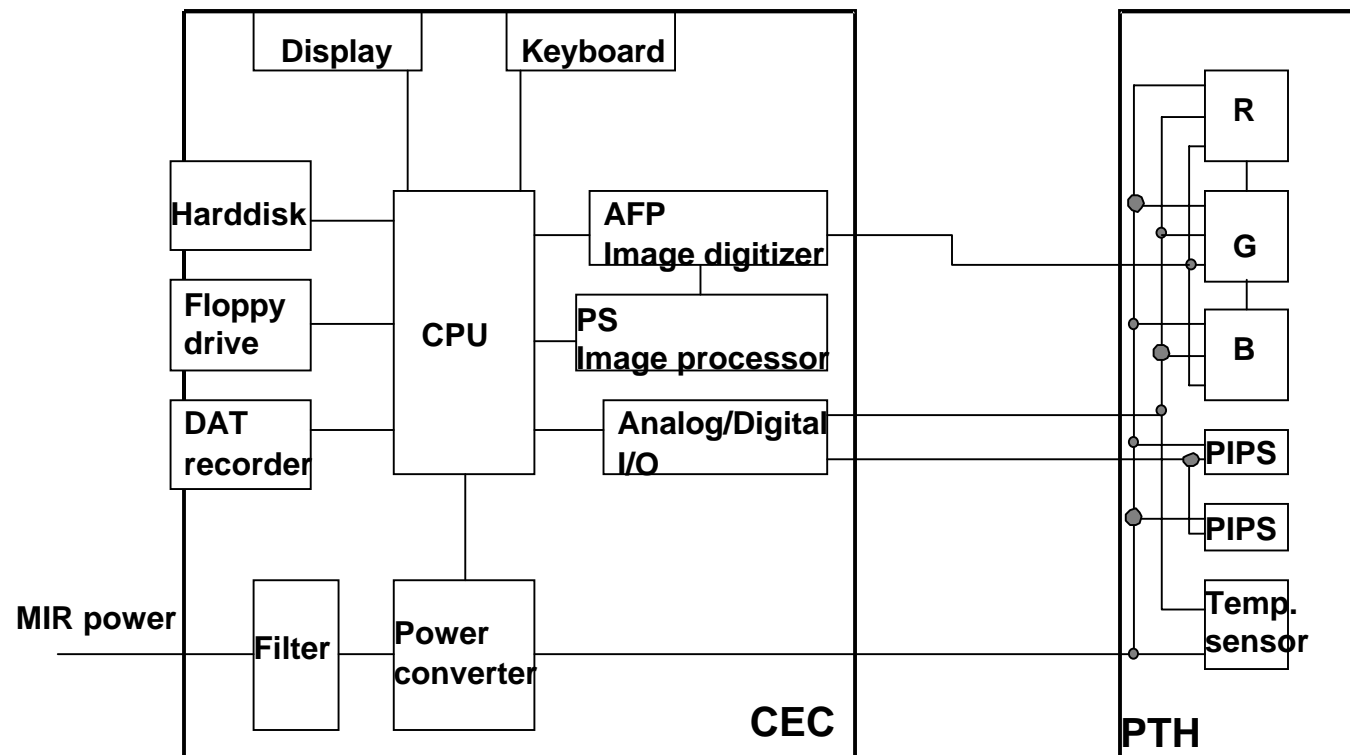 Display
Keyboard
R
Harddisk
AFP
Image digitizer
G
Floppy
drive
CPU
PS
Image processor
B
DAT
recorder
Analog/Digital
I/O
PIPS
PIPS
MIR power
Filter
Power
converter
Temp.
sensor
CEC
PTH